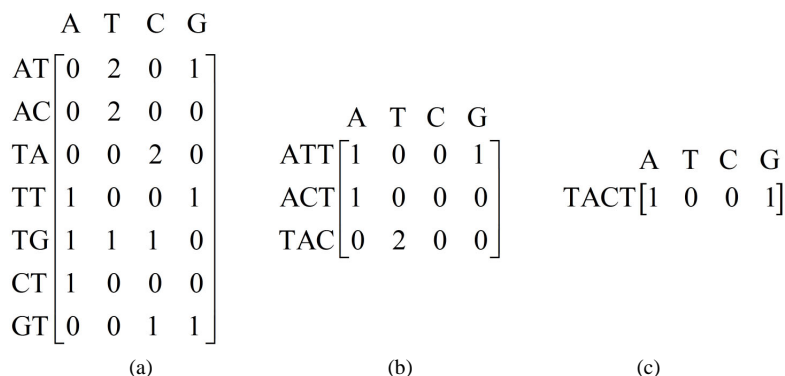 A T C G
AT 0 2 0 1
AC 0 2 0 0
TA 0 0 2 0
TT 1 0 0 1
TG 1 1 1 0
CT 1 0 0 0
GT 0 0 1 1
(a)
A T C G
ATT 1 0 0 1
ACT 1 0 0 0
TAC 0 2 0 0
(b)
A T C G
TACT [1 0 0 1]
(c)